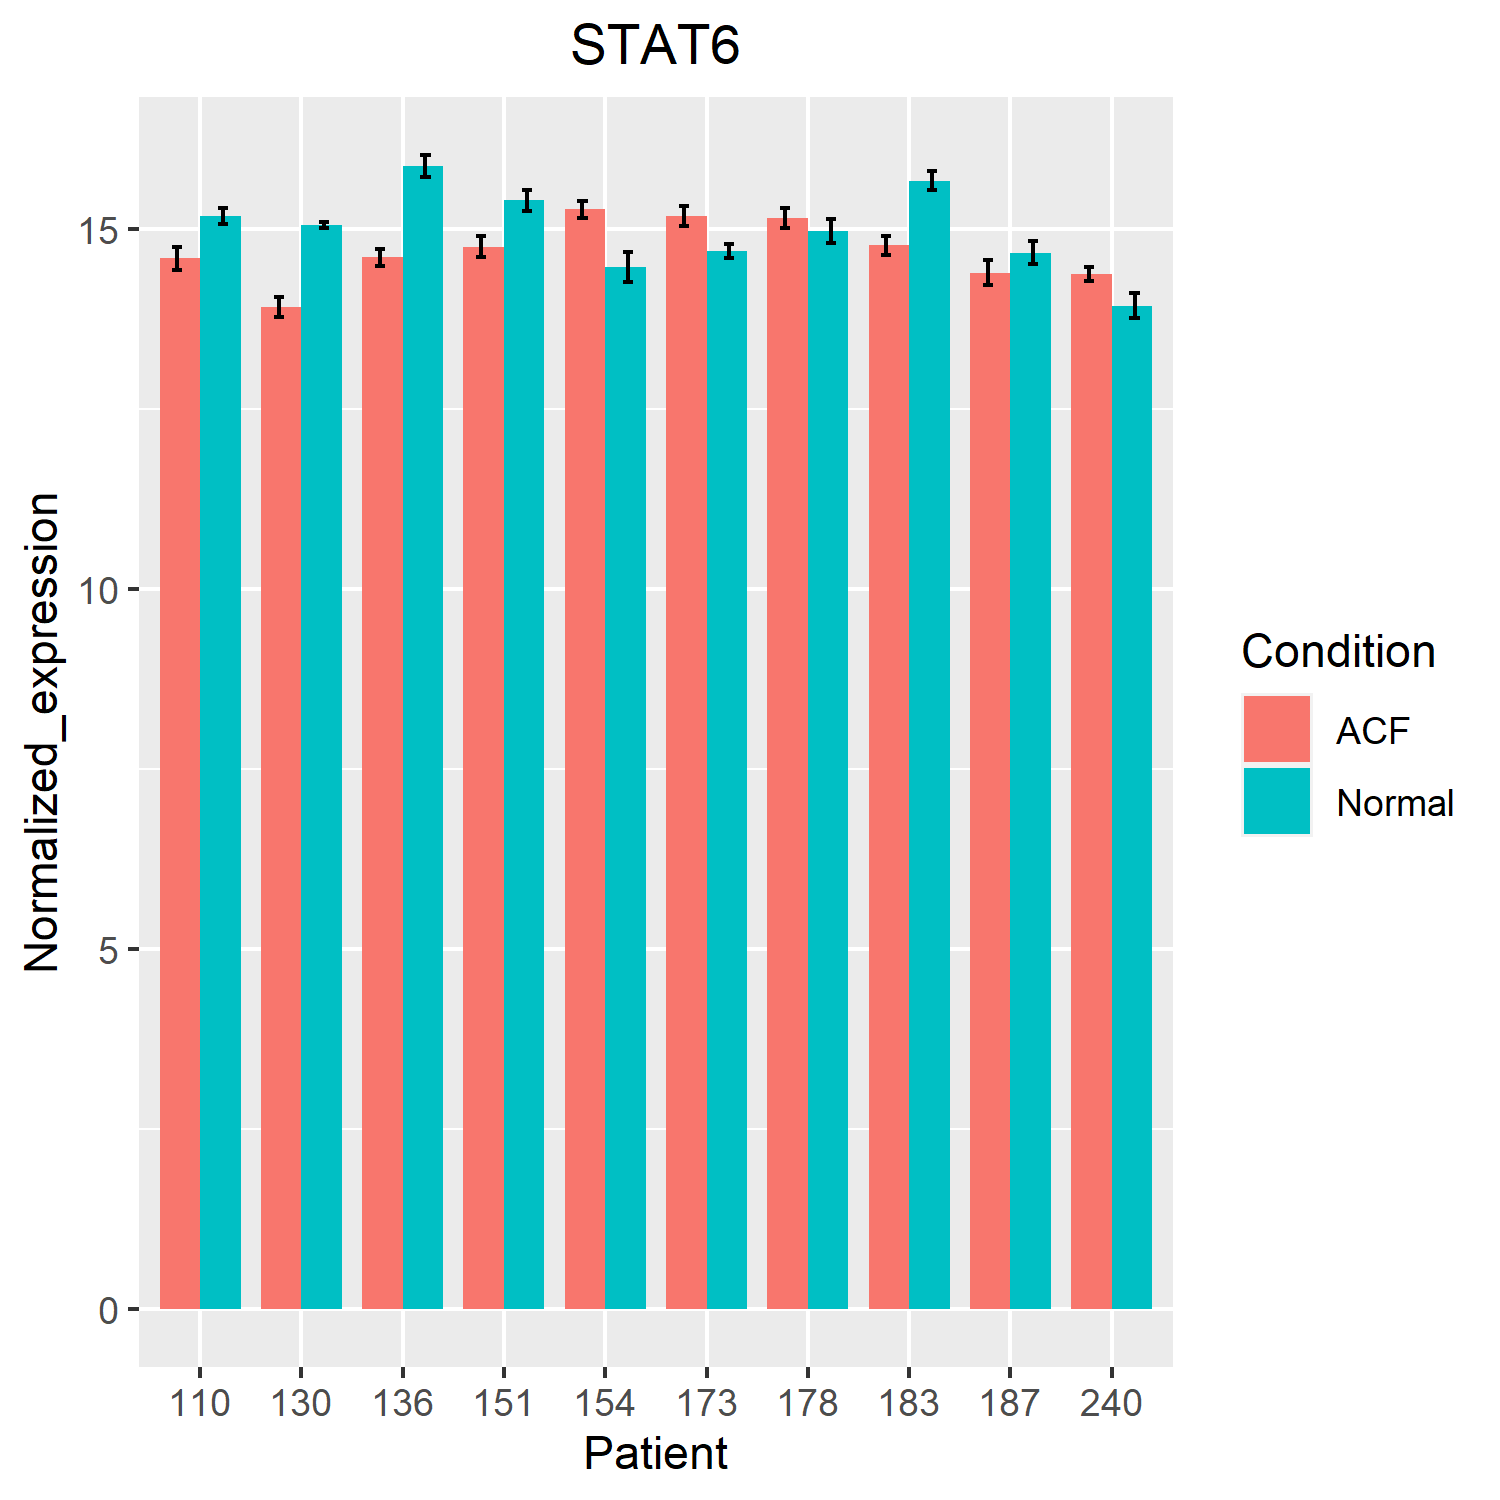 STAT6
15
10
5
0
Normalized_expression
110 130 136 151 154 173 178 183 187 240
Patient
Condition
ACF
Normal